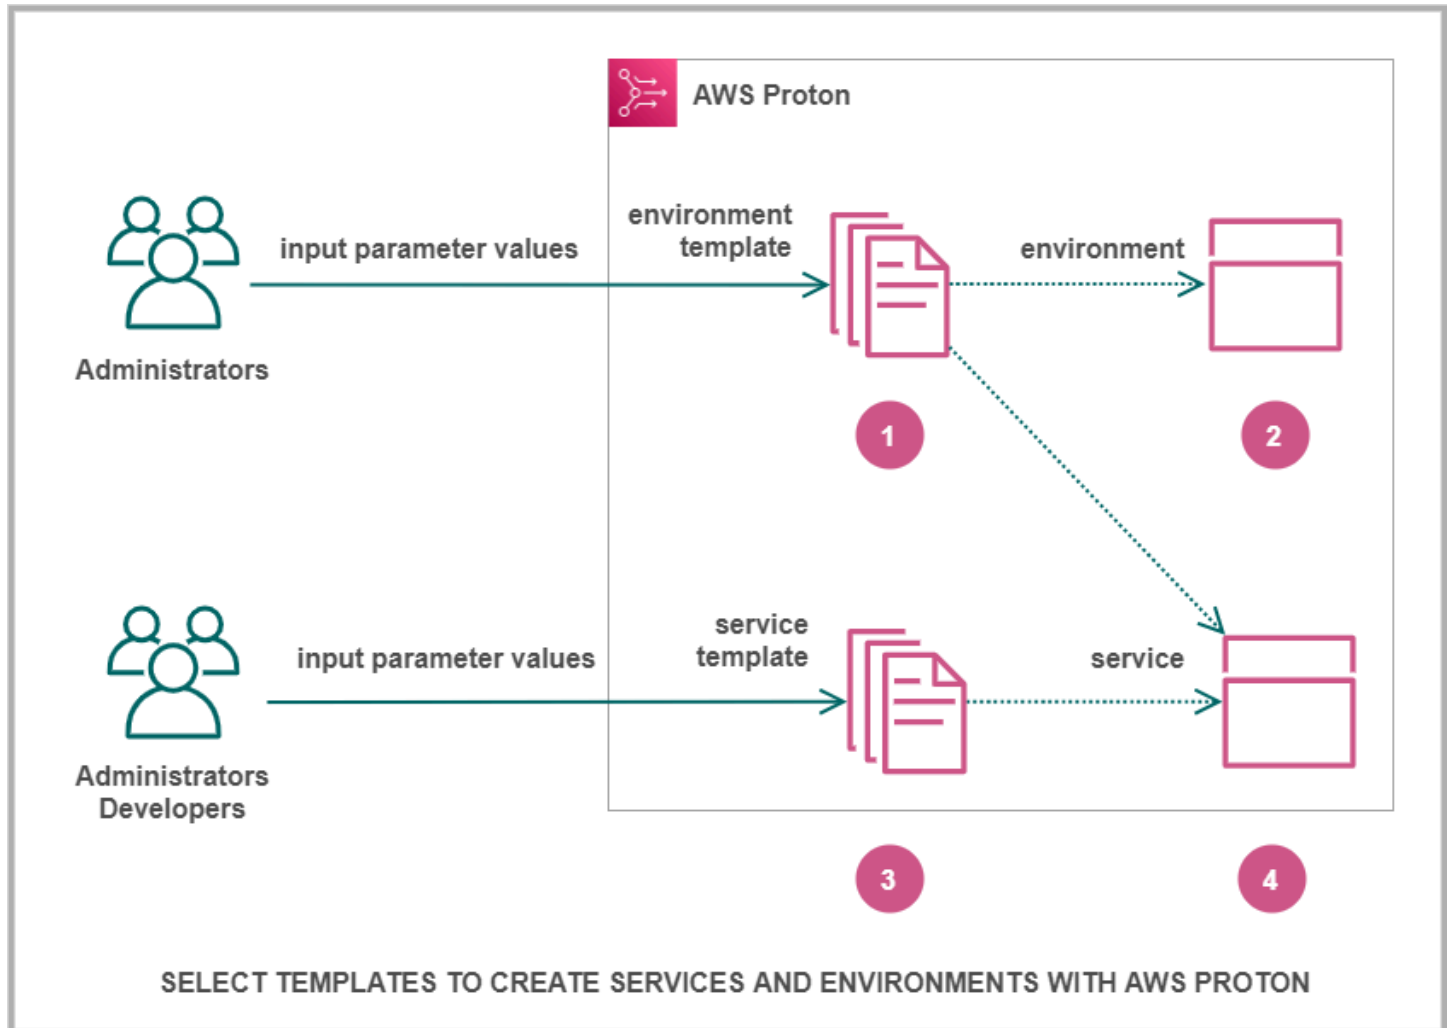 AWS Proton
input parameter values
environment
template
environment
Administrators
1
2
input parameter values
service
template
service
Administrators
Developers
3
4
SELECT TEMPLATES TO CREATE SERVICES AND ENVIRONMENTS WITH AWS PROTON